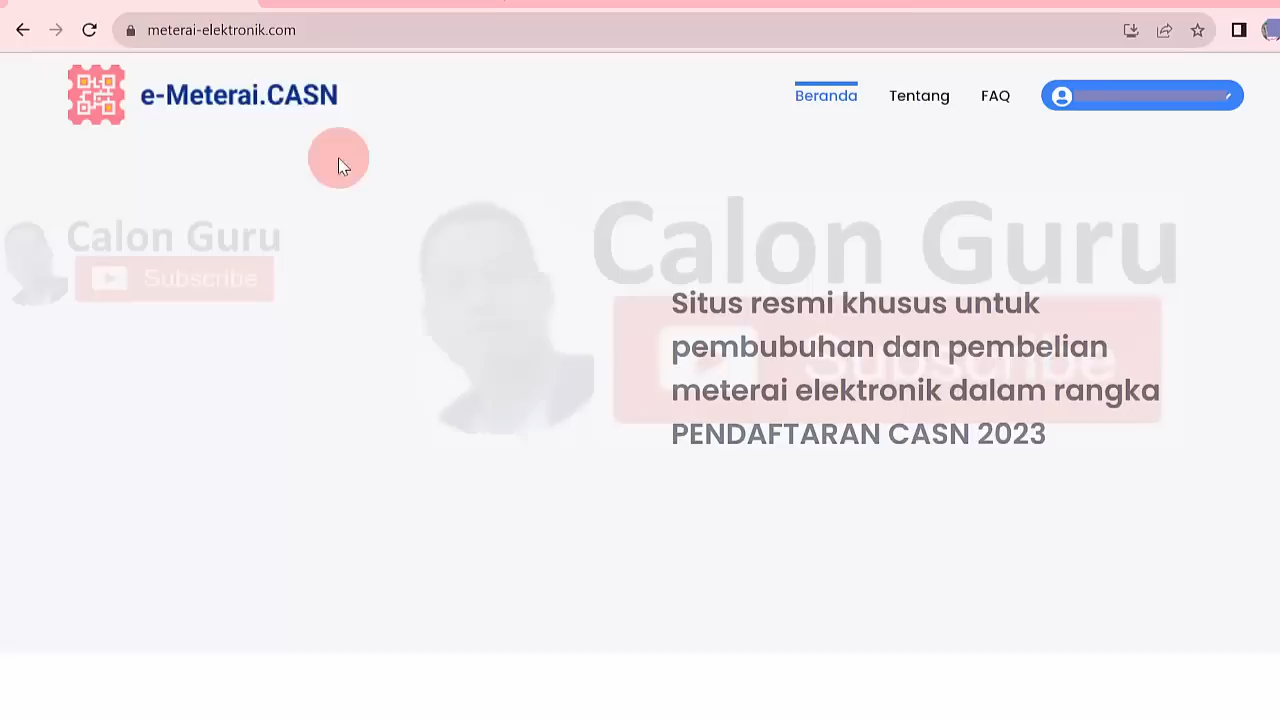 meterai-elektronik.com
e-Meterai.CASN
Beranda
Tentang
FAQ
Calon Guru
Subscribe
Calon Guru
Subscribe
Situs resmi khusus untuk
pembubuhan dan pembelian
meterai elektronik dalam rangka
PENDAFTARAN CASN 2023